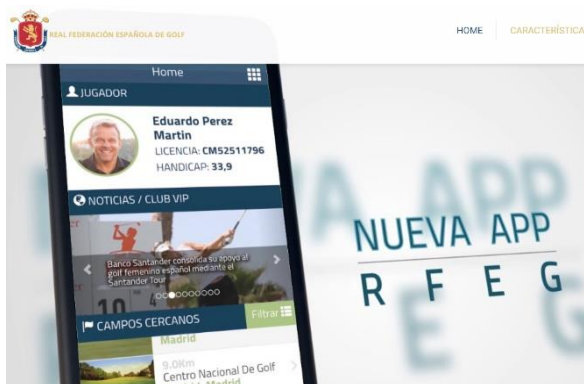 REAL FEDERACIÓN ESPAÑOLA DE GOLF
HOME
CARACTERÍSTICA
Home
JUGADOR
Eduardo Perez
Martin
LICENCIA: CM52511796
HANDICAP: 33,9
NOTICIAS / CLUB VIP
Banco Santander consolida su apoyo al
golf femenino español mediante el
Santander Tour
10
CAMPOS CERCANOS
Filtrar
Madrid
9.0Km
Centro Nacional De Golf
Madrid
NUEVA APP
R F E G